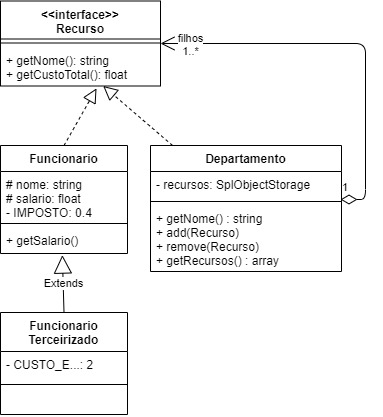 <<interface>>
Recurso
+ getNome(): string
+ getCustoTotal(): float
filhos
1..*
Funcionario
# nome: string
# salario: float
- IMPOSTO: 0.4
+ getSalario()
Departamento
- recursos: SplObjectStorage
+ getNome() : string
+ add(Recurso)
+ remove(Recurso)
+ getRecursos() : array
1
Extends
Funcionario
Terceirizado
- CUSTO_E...: 2